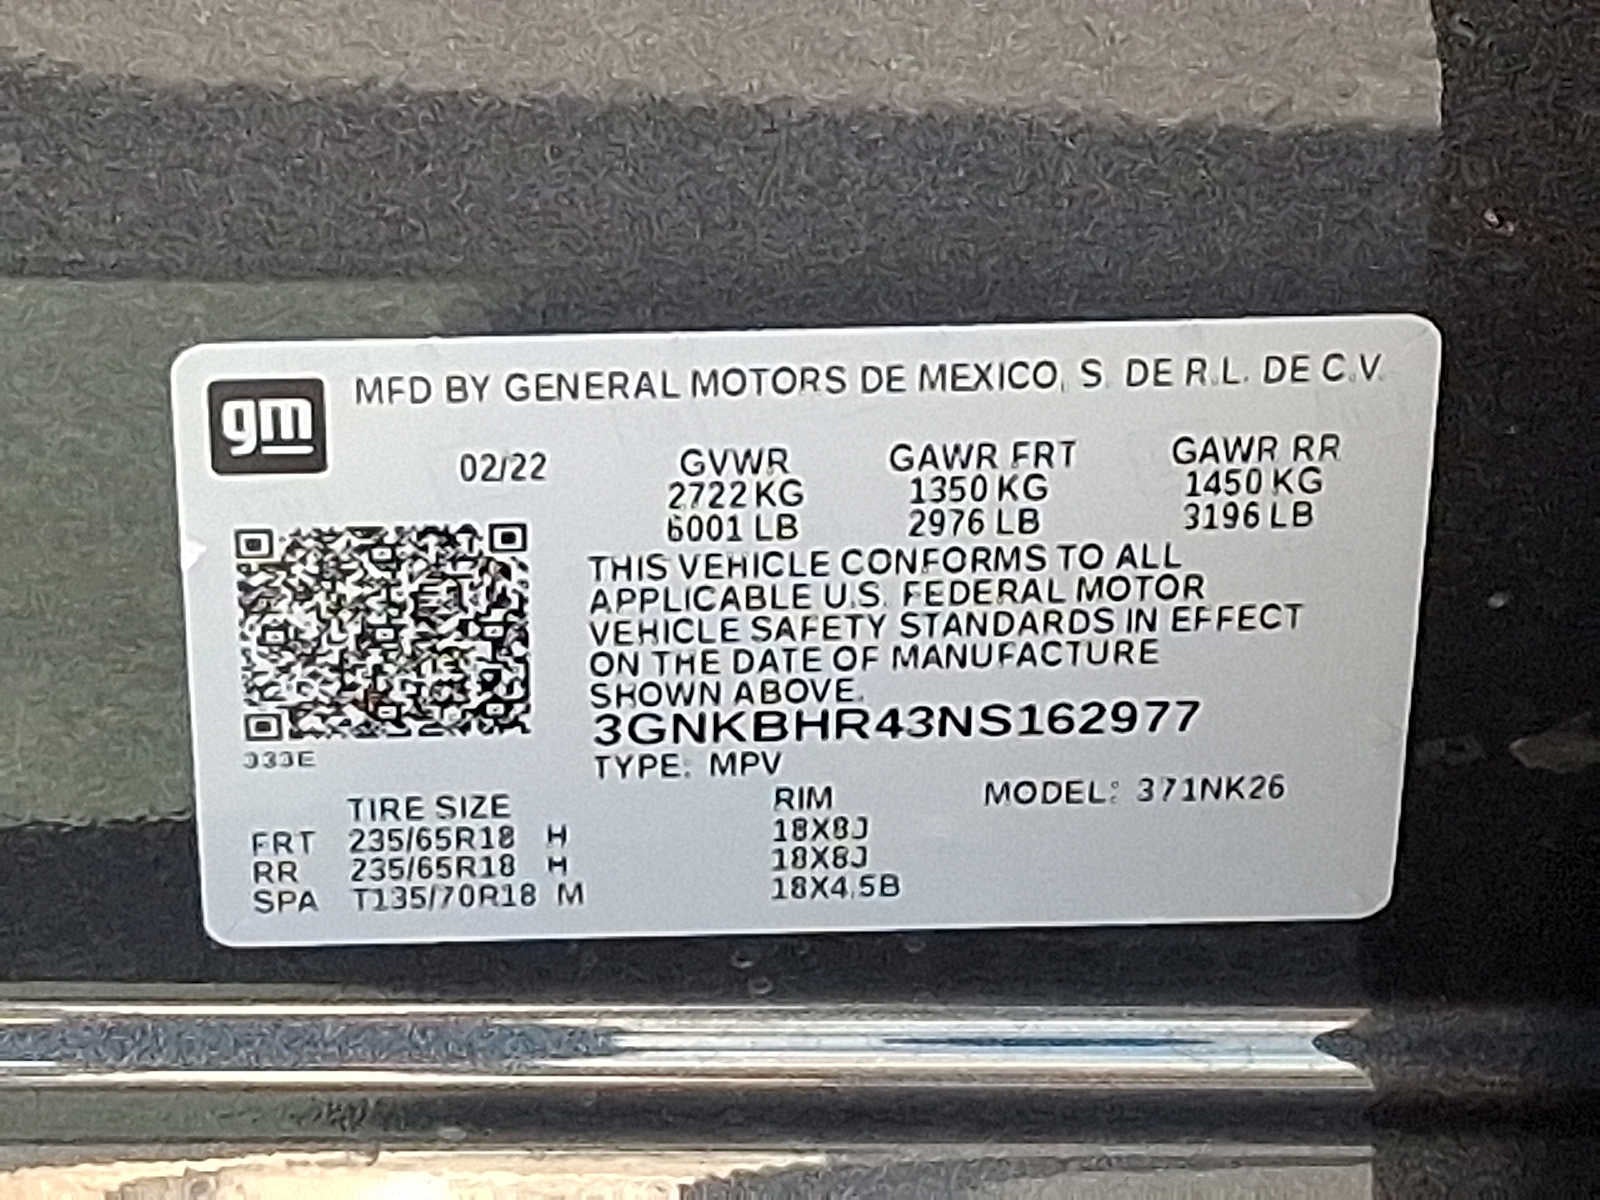 gm MFD BY GENERAL MOTORS DE MEXICO, S. DE R.L. DE C.V.
02/22 GVWR GAWR FRT GAWR RR
2722 KG 1350 KG 1450 KG
6001 LB 2976 LB 3196 LB
THIS VEHICLE CONFORMS TO ALL
APPLICABLE U.S. FEDERAL MOTOR
VEHICLE SAFETY STANDARDS IN EFFECT
ON THE DATE OF MANUFACTURE
SHOWN ABOVE.
3GNKBHR43NS162977
333E
TYPE: MPV
TIRE SIZE RIM MODEL: 371NK26
FRT 235/65R18 H 18X8J
RR 235/65R18 H 18X8J
SPA T135/70R18 M 18X4.5B